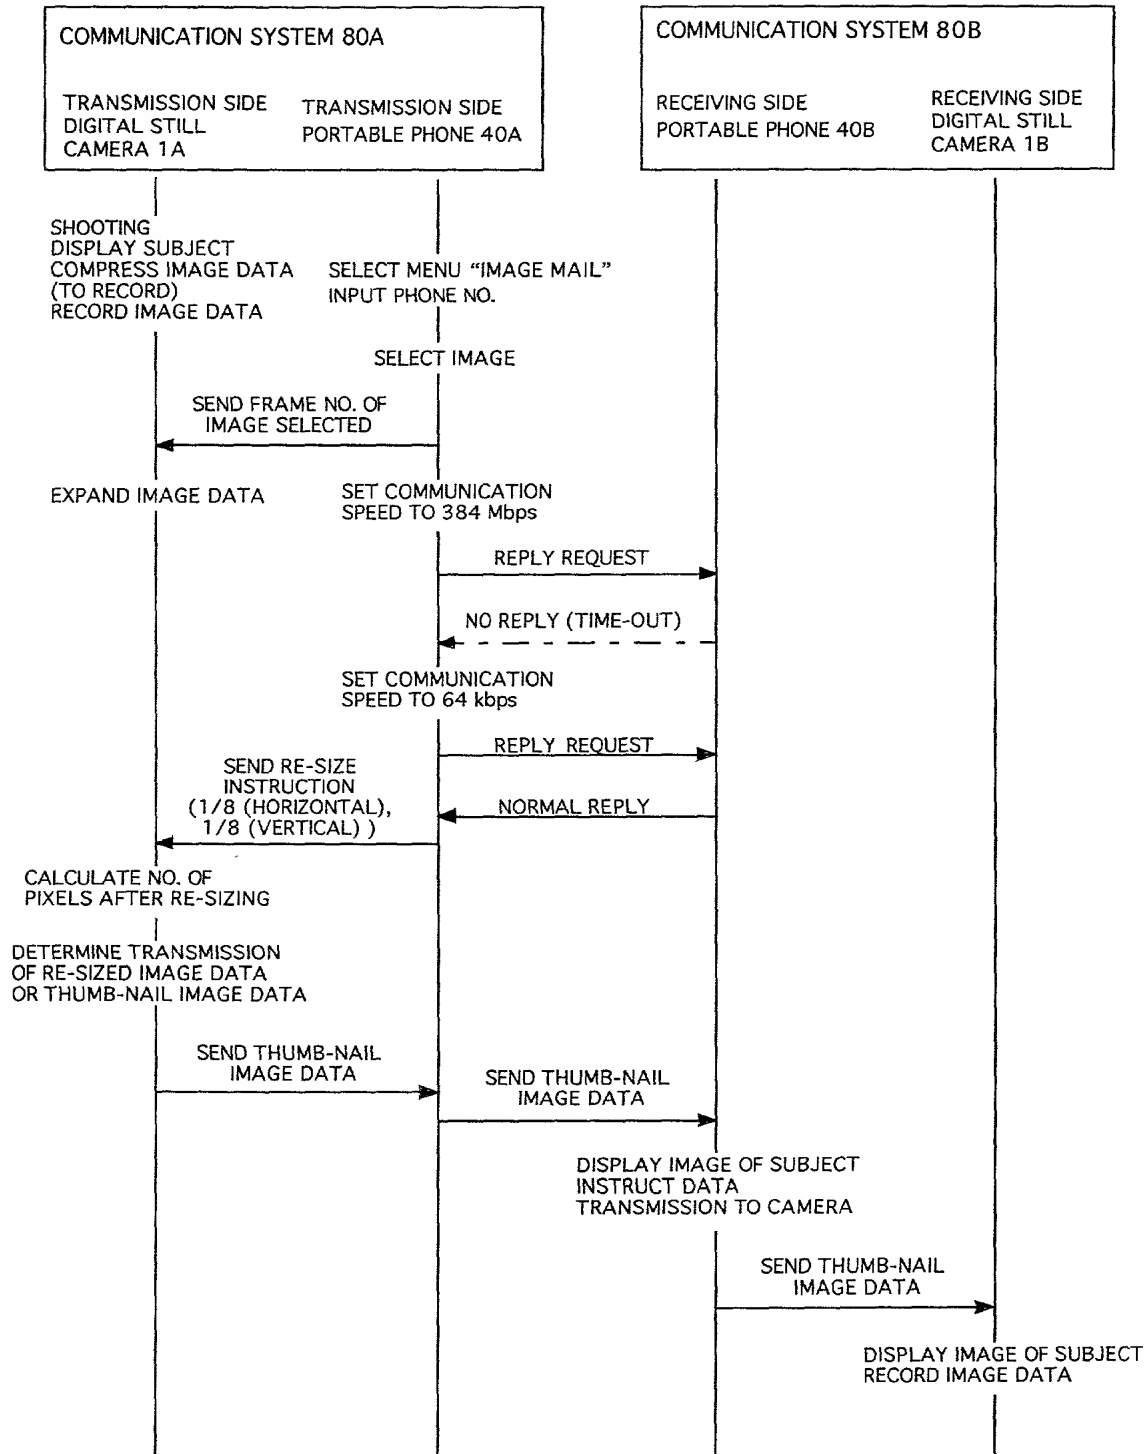 COMMUNICATION SYSTEM 80A
TRANSMISSION SIDE
DIGITAL STILL
CAMERA 1A
TRANSMISSION SIDE
PORTABLE PHONE 40A
COMMUNICATION SYSTEM 80B
RECEIVING SIDE
PORTABLE PHONE 40B
RECEIVING SIDE
DIGITAL STILL
CAMERA 1B
SHOOTING
DISPLAY SUBJECT
COMPRESS IMAGE DATA
(TO RECORD)
RECORD IMAGE DATA
SELECT MENU “IMAGE MAIL”
INPUT PHONE NO.
SELECT IMAGE
SEND FRAME NO. OF
IMAGE SELECTED
EXPAND IMAGE DATA
SET COMMUNICATION
SPEED TO 384 Mbps
REPLY REQUEST
NO REPLY (TIME-OUT)
SET COMMUNICATION
SPEED TO 64 kbps
REPLY REQUEST
SEND RE-SIZE
INSTRUCTION
(1/8 (HORIZONTAL),
1/8 (VERTICAL) )
NORMAL REPLY
CALCULATE NO. OF
PIXELS AFTER RE-SIZING
DETERMINE TRANSMISSION
OF RE-SIZED IMAGE DATA
OR THUMB-NAIL IMAGE DATA
SEND THUMB-NAIL
IMAGE DATA
SEND THUMB-NAIL
IMAGE DATA
DISPLAY IMAGE OF SUBJECT
INSTRUCT DATA
TRANSMISSION TO CAMERA
SEND THUMB-NAIL
IMAGE DATA
DISPLAY IMAGE OF SUBJECT
RECORD IMAGE DATA